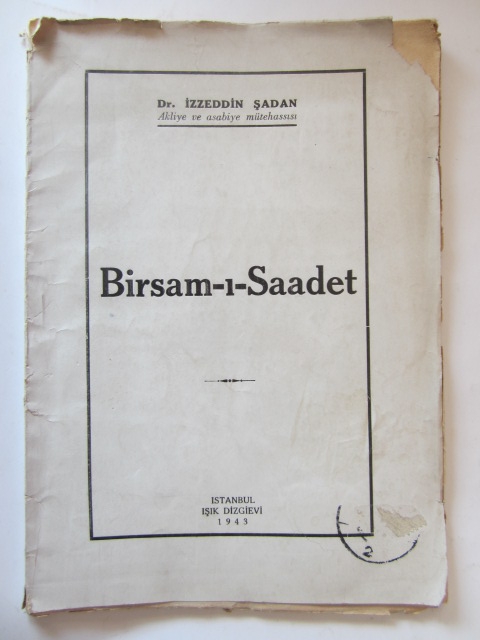 Dr. İZZEDDİN ŞADAN
Akliye ve asabiye mütehassısı
Birsam-ı-Saadet
ISTANBUL
IŞIK DİZGİEVİ
1943